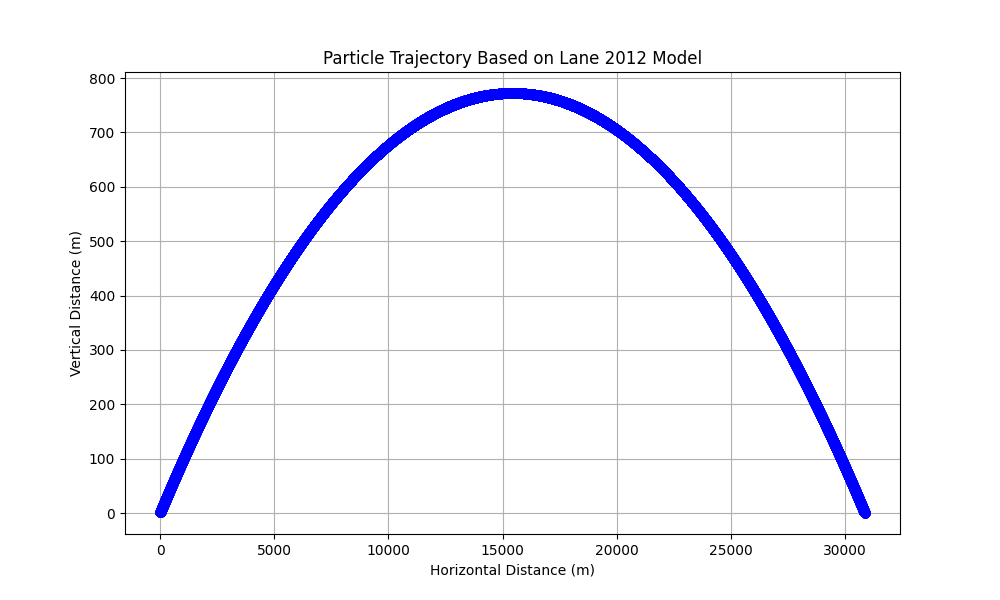 Particle Trajectory Based on Lane 2012 Model
800
700
600
500
400
300
200
100
0
Vertical Distance (m)
0 5000 10000 15000 20000 25000 30000
Horizontal Distance (m)